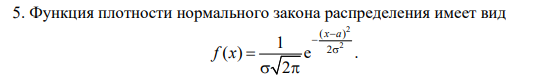 5. Функция плотности нормального закона распределения имеет вид
f(x) = 1/(σ√2π) e^(−(x−a)²/(2σ²)).